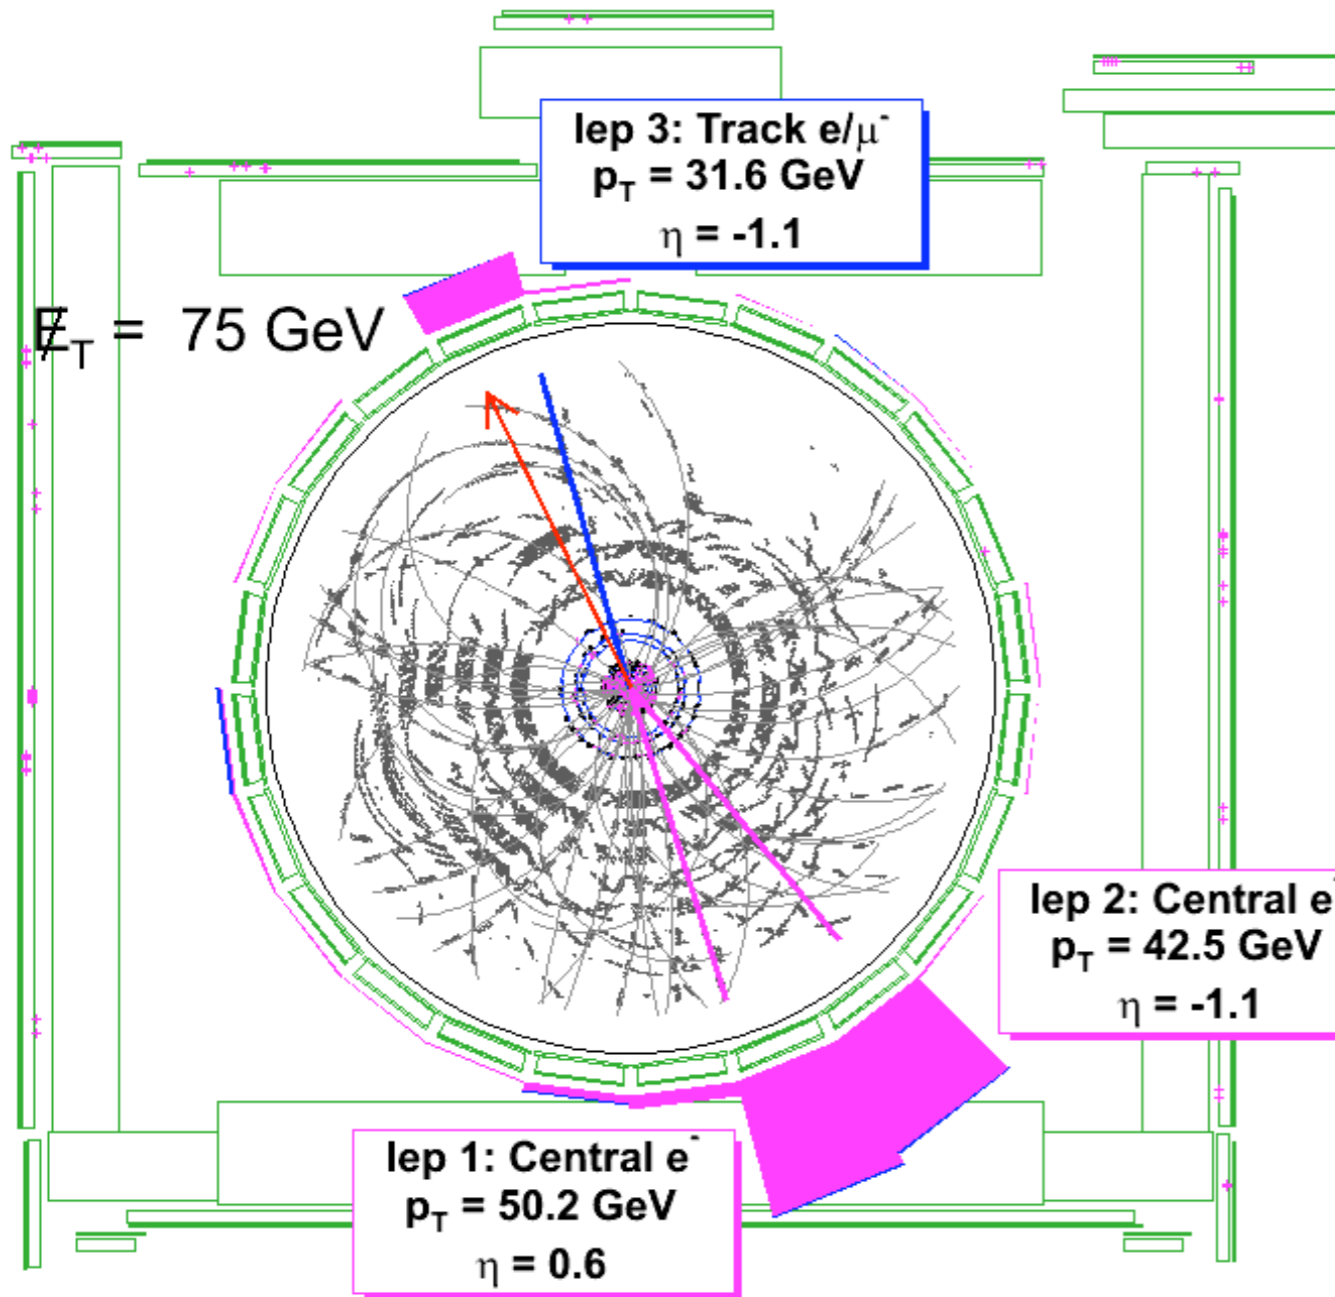 lep 3: Track e/μ⁻
p_T = 31.6 GeV
η = -1.1
E̸_T = 75 GeV
lep 2: Central e⁻
p_T = 42.5 GeV
η = -1.1
lep 1: Central e⁻
p_T = 50.2 GeV
η = 0.6